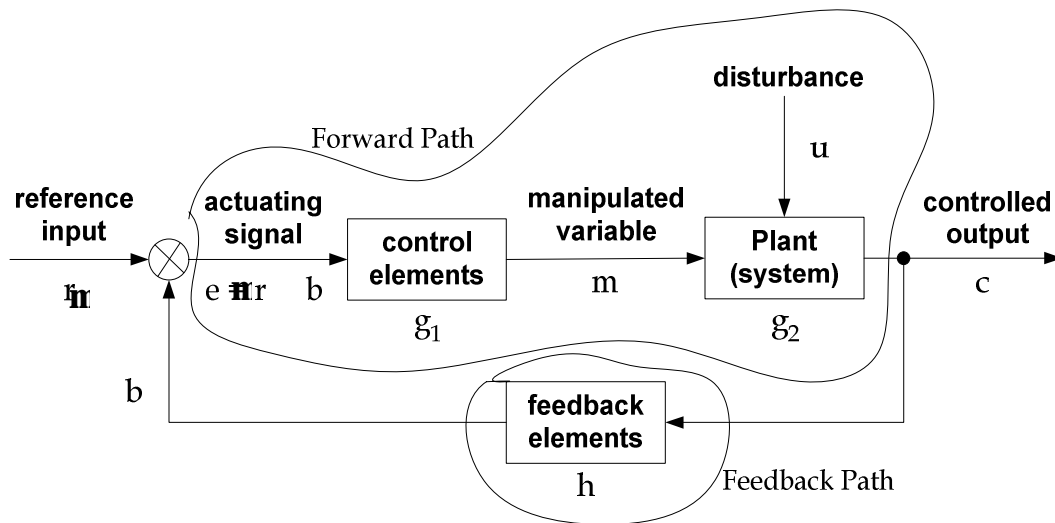 disturbance
Forward Path
u
reference
input
actuating
signal
manipulated
variable
controlled
output
control
elements
Plant
(system)
r
e r b
m
c
g1
g2
b
feedback
elements
h
Feedback Path